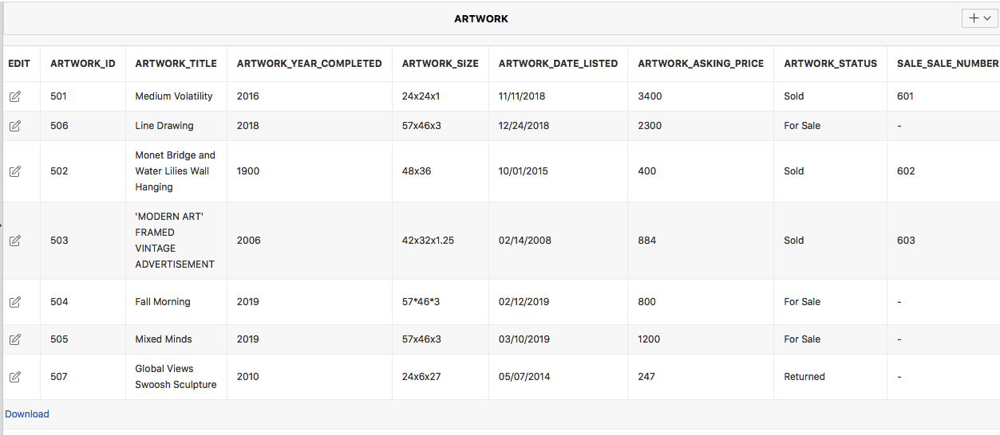 ARTWORK
EDIT ARTWORK_ID ARTWORK_TITLE ARTWORK_YEAR_COMPLETED ARTWORK_SIZE ARTWORK_DATE_LISTED ARTWORK_ASKING_PRICE ARTWORK_STATUS SALE_SALE_NUMBER
501 Medium Volatility 2016 24x24x1 11/11/2018 3400 Sold 601
506 Line Drawing 2018 57x46x3 12/24/2018 2300 For Sale -
Monet Bridge and
502 Water Lilies Wall 1900 48x36 10/01/2015 400 Sold 602
Hanging
'MODERN ART'
FRAMED
503 2006 42x32x1.25 02/14/2008 884 Sold 603
VINTAGE
ADVERTISEMENT
504 Fall Morning 2019 57*46*3 02/12/2019 800 For Sale -
505 Mixed Minds 2019 57x46x3 03/10/2019 1200 For Sale -
Global Views
507 2010 24x6x27 05/07/2014 247 Returned -
Swoosh Sculpture
Download